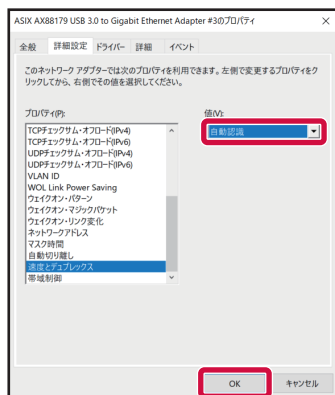 ASIX AX88179 USB 3.0 to Gigabit Ethernet Adapter #3のプロパティ
全般 詳細設定 ドライバー 詳細 イベント
このネットワーク アダプターでは次のプロパティを利用できます。左側で変更するプロパティをク
リックしてから、右側でその値を選択してください。
プロパティ(P): 値(V):
TCPチェックサム・オフロード(IPv4) 自動認識
TCPチェックサム・オフロード(IPv6)
UDPチェックサム・オフロード(IPv4)
UDPチェックサム・オフロード(IPv6)
VLAN ID
WOL Link Power Saving
ウェイクオン・パターン
ウェイクオン・マジックパケット
ウェイクオン・リンク変化
ネットワークアドレス
マスク時間
自動切り離し
速度とデュプレックス
帯域制御
OK キャンセル